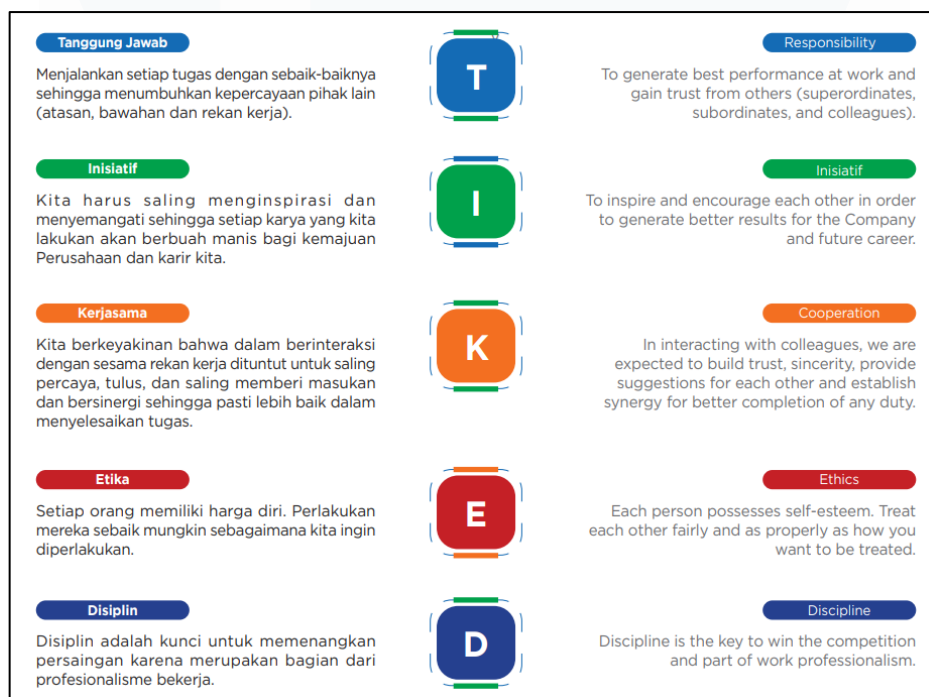 Tanggung Jawab
Menjalankan setiap tugas dengan sebaik-baiknya
sehingga menumbuhkan kepercayaan pihak lain
(atasan, bawahan dan rekan kerja).
T
Responsibility
To generate best performance at work and
gain trust from others (superordinates,
subordinates, and colleagues).
Inisiatif
Kita harus saling menginspirasi dan
menyemangati sehingga setiap karya yang kita
lakukan akan berbuah manis bagi kemajuan
Perusahaan dan karir kita.
I
Inisiatif
To inspire and encourage each other in order
to generate better results for the Company
and future career.
Kerjasama
Kita berkeyakinan bahwa dalam berinteraksi
dengan sesama rekan kerja dituntut untuk saling
percaya, tulus, dan saling memberi masukan
dan bersinergi sehingga pasti lebih baik dalam
menyelesaikan tugas.
K
Cooperation
In interacting with colleagues, we are
expected to build trust, sincerity, provide
suggestions for each other and establish
synergy for better completion of any duty.
Etika
Setiap orang memiliki harga diri. Perlakukan
mereka sebaik mungkin sebagaimana kita ingin
diperlakukan.
E
Ethics
Each person possesses self-esteem. Treat
each other fairly and as properly as how you
want to be treated.
Disiplin
Disiplin adalah kunci untuk memenangkan
persaingan karena merupakan bagian dari
profesionalisme bekerja.
D
Discipline
Discipline is the key to win the competition
and part of work professionalism.